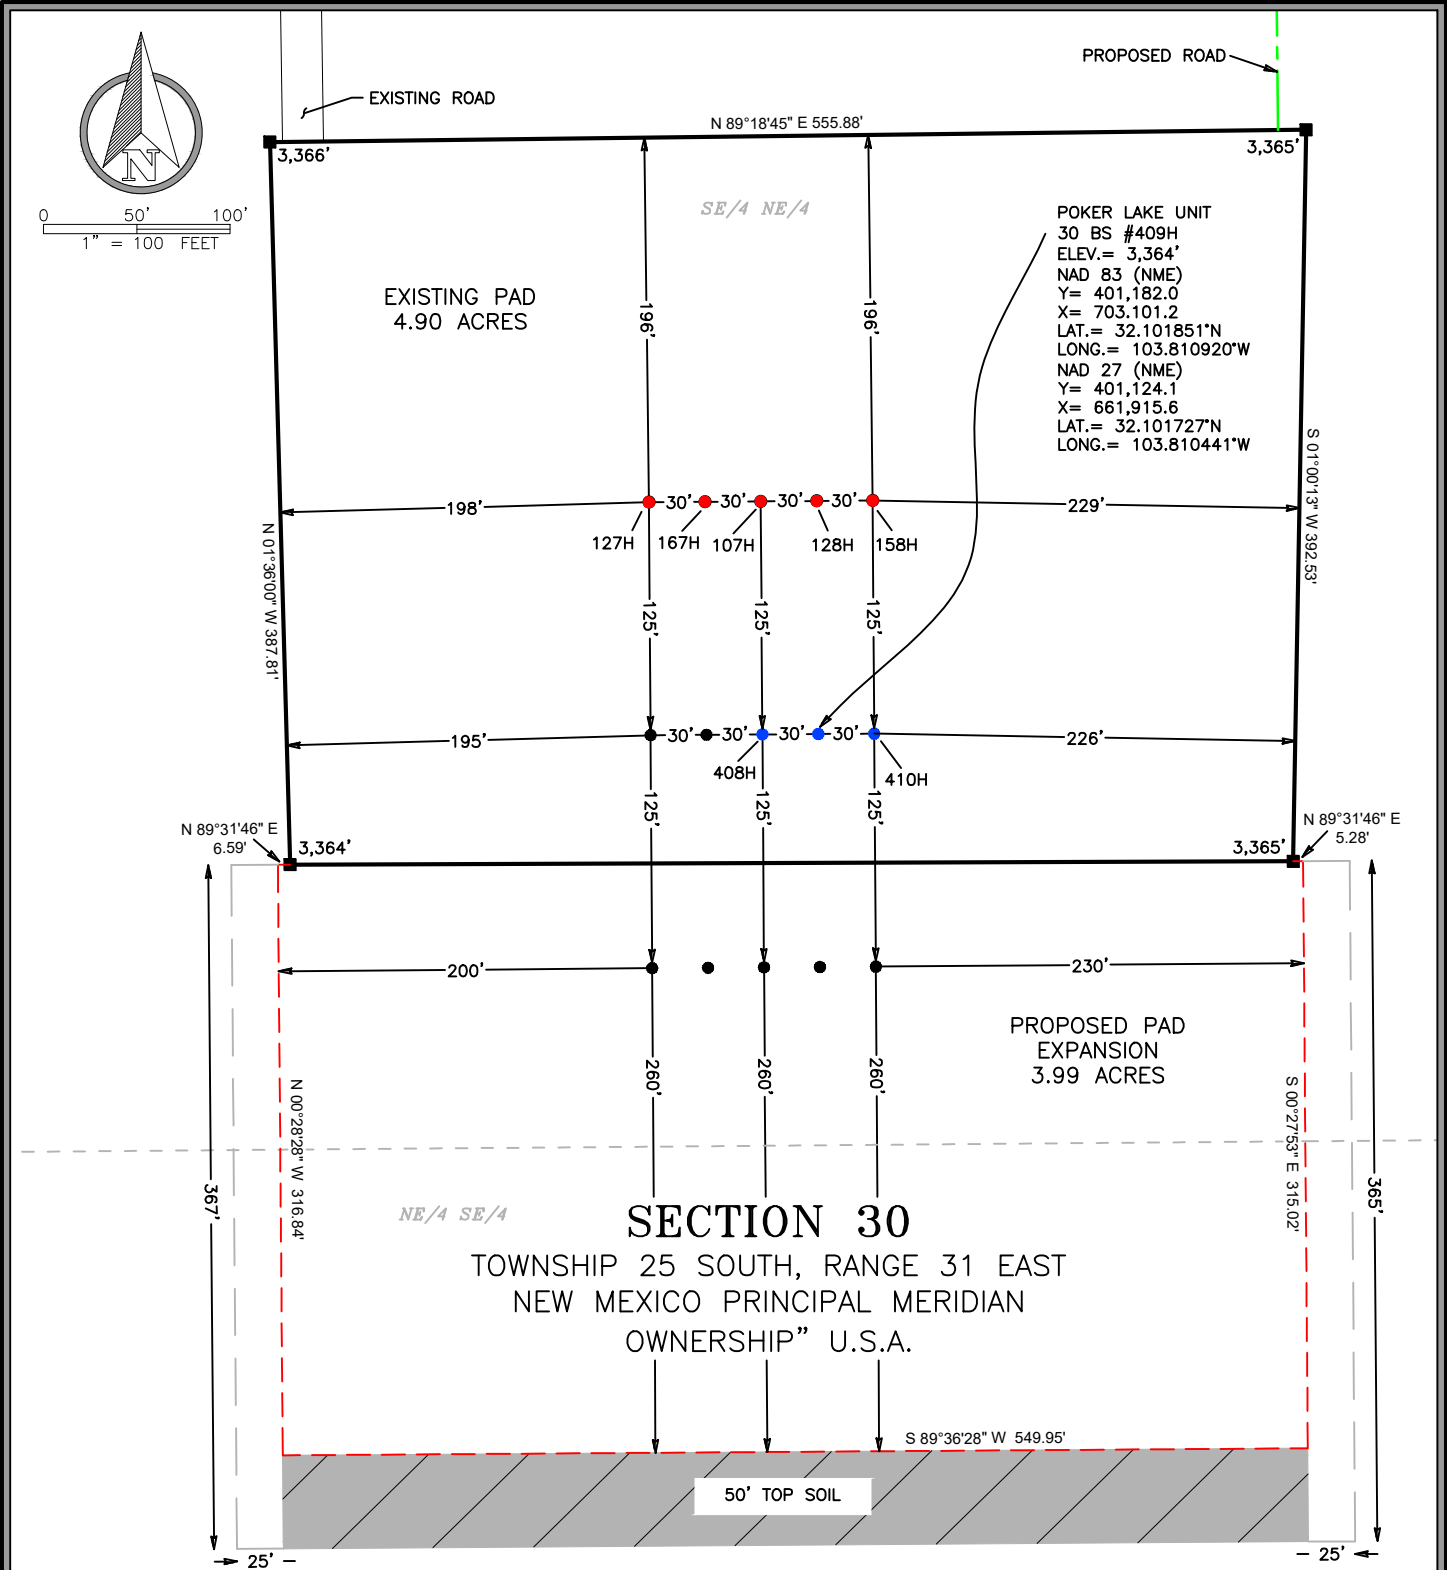 PROPOSED ROAD
EXISTING ROAD
N 89°18'45" E 555.88'
3,366'
3,365'
N
0 50' 100'
1" = 100 FEET
SE/4 NE/4
POKER LAKE UNIT
30 BS #409H
ELEV.= 3,364'
NAD 83 (NME)
Y= 401,182.0
X= 703.101.2
LAT.= 32.101851°N
LONG.= 103.810920°W
NAD 27 (NME)
Y= 401,124.1
X= 661,915.6
LAT.= 32.101727°N
LONG.= 103.810441°W
EXISTING PAD
4.90 ACRES
196'
196'
S 01°00'13" W 392.53'
198'
30'
30'
30'
30'
229'
127H
167H
107H
128H
158H
N 01°36'00" W 387.81'
125'
125'
125'
195'
30'
30'
30'
30'
226'
408H
410H
125'
125'
125'
N 89°31'46" E
6.59'
3,364'
3,365'
N 89°31'46" E
5.28'
200'
230'
PROPOSED PAD
EXPANSION
3.99 ACRES
260'
260'
260'
N 00°28'28" W 316.84'
S 00°27'53" E 315.02'
367'
365'
NE/4 SE/4
SECTION 30
TOWNSHIP 25 SOUTH, RANGE 31 EAST
NEW MEXICO PRINCIPAL MERIDIAN
OWNERSHIP" U.S.A.
S 89°36'28" W 549.95'
50' TOP SOIL
25'
25'